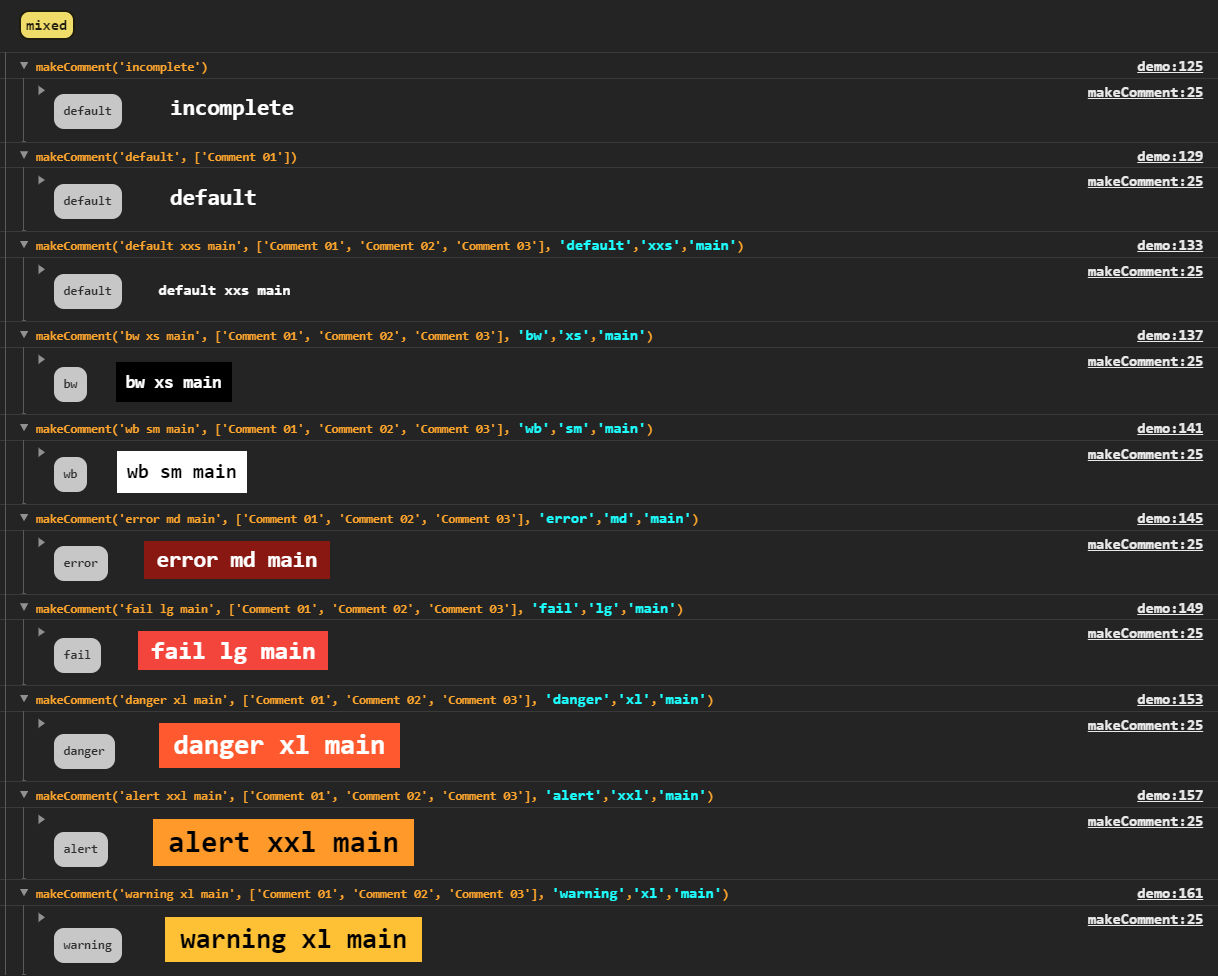 mixed
makeComment('incomplete') demo:125
makeComment:25
default incomplete
makeComment('default', ['Comment 01']) demo:129
makeComment:25
default default
makeComment('default xxs main', ['Comment 01', 'Comment 02', 'Comment 03'], 'default','xxs','main') demo:133
makeComment:25
default default xxs main
makeComment('bw xs main', ['Comment 01', 'Comment 02', 'Comment 03'], 'bw','xs','main') demo:137
makeComment:25
bw bw xs main
makeComment('wb sm main', ['Comment 01', 'Comment 02', 'Comment 03'], 'wb','sm','main') demo:141
makeComment:25
wb wb sm main
makeComment('error md main', ['Comment 01', 'Comment 02', 'Comment 03'], 'error','md','main') demo:145
makeComment:25
error error md main
makeComment('fail lg main', ['Comment 01', 'Comment 02', 'Comment 03'], 'fail','lg','main') demo:149
makeComment:25
fail fail lg main
makeComment('danger xl main', ['Comment 01', 'Comment 02', 'Comment 03'], 'danger','xl','main') demo:153
makeComment:25
danger danger xl main
makeComment('alert xxl main', ['Comment 01', 'Comment 02', 'Comment 03'], 'alert','xxl','main') demo:157
makeComment:25
alert alert xxl main
makeComment('warning xl main', ['Comment 01', 'Comment 02', 'Comment 03'], 'warning','xl','main') demo:161
makeComment:25
warning warning xl main